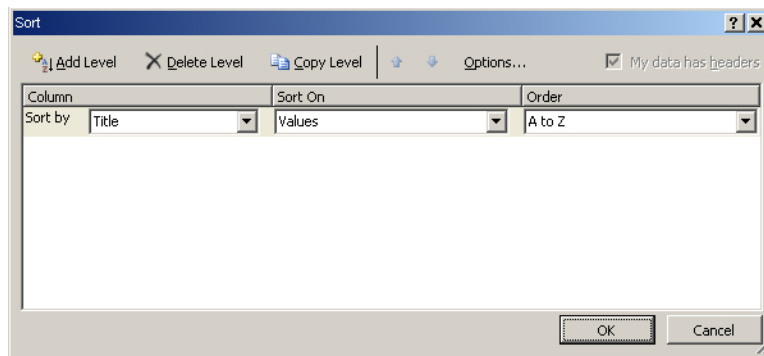 Sort
Add Level Delete Level Copy Level Options... My data has headers
Column Sort On Order
Sort by Title Values A to Z
OK Cancel